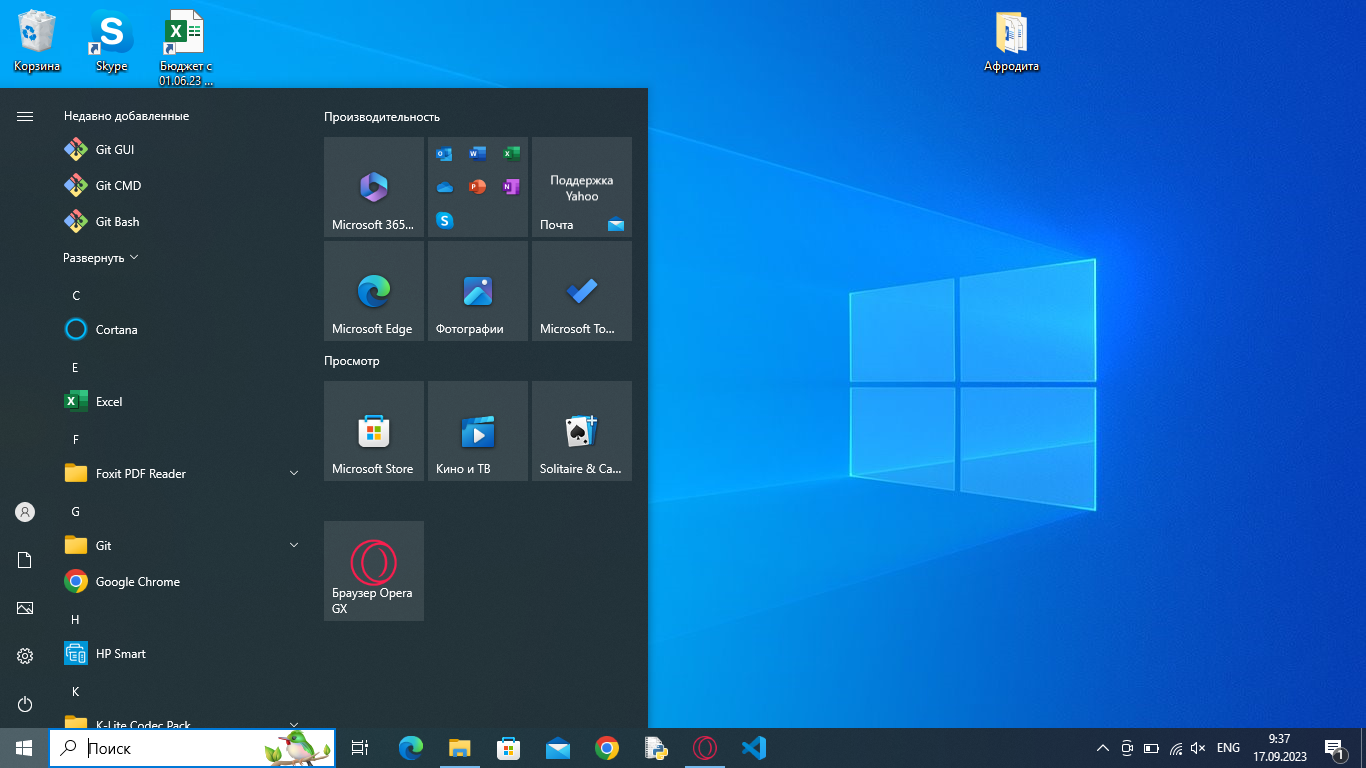 Корзина
Skype
Бюджет с
01.06.23 ...
Афродита
Недавно добавленные
Git GUI
Git CMD
Git Bash
Развернуть
C
Cortana
E
Excel
F
Foxit PDF Reader
G
Git
Google Chrome
H
HP Smart
K
K-Lite Codec Pack
Производительность
Microsoft 365...
Поддержка
Yahoo
Почта
Microsoft Edge
Фотографии
Microsoft To...
Просмотр
Microsoft Store
Кино и ТВ
Solitaire & Ca...
Браузер Opera
GX
Поиск
ENG
9:37
17.09.2023
1